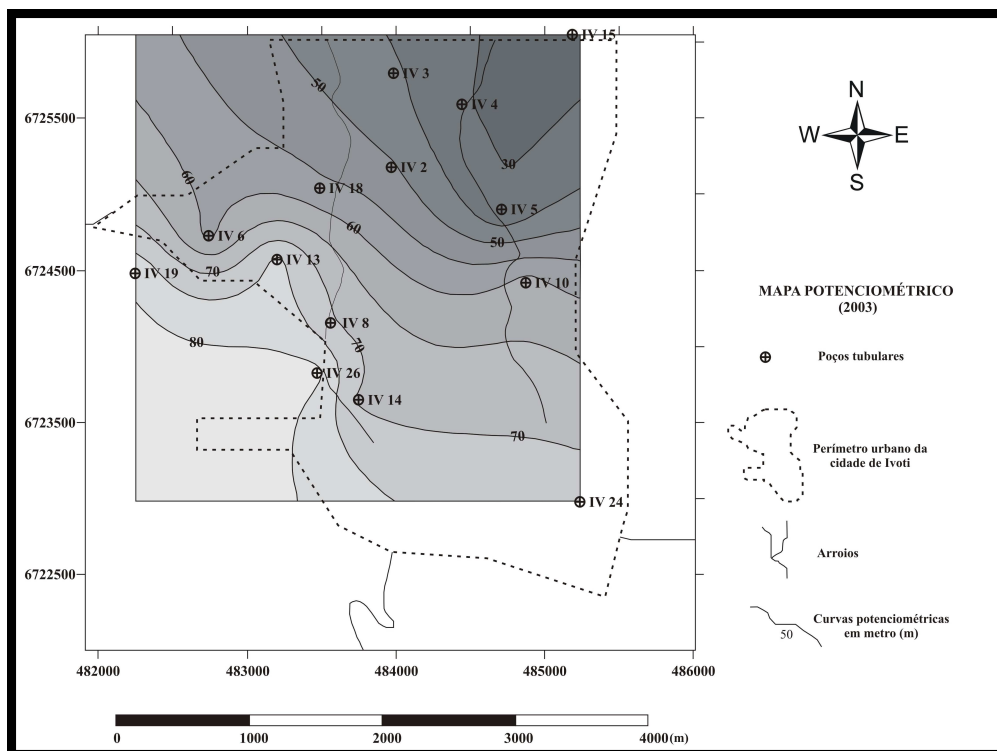 IV 15
IV 3
50
IV 4
6725500
N
W E
S
30
IV 2
60
IV 18
IV 5
60
IV 6
50
IV 13
70
IV 19
6724500
IV 10
MAPA POTENCIOMÉTRICO
(2003)
IV 8
80
70
Poços tubulares
IV 26
IV 14
6723500
70
Perímetro urbano da
cidade de Ivoti
IV 24
Arroios
6722500
Curvas potenciométricas
em metro (m)
50
482000 483000 484000 485000 486000
0 1000 2000 3000 4000 (m)